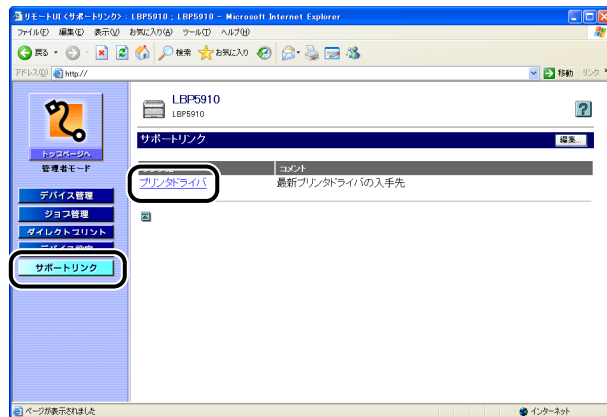 リモートUI <サポートリンク> : LBP5910 ; LBP5910 - Microsoft Internet Explorer
ファイル(F) 編集(E) 表示(V) お気に入り(A) ツール(T) ヘルプ(H)
戻る 検索 お気に入り
アドレス(D) http:// 移動 リンク »
LBP5910
LBP5910
サポートリンク 編集...
トップページへ
管理者モード
コメント
プリンタドライバ 最新プリンタドライバの入手先
デバイス管理
ジョブ管理
ダイレクトプリント
サポートリンク
ページが表示されました インターネット